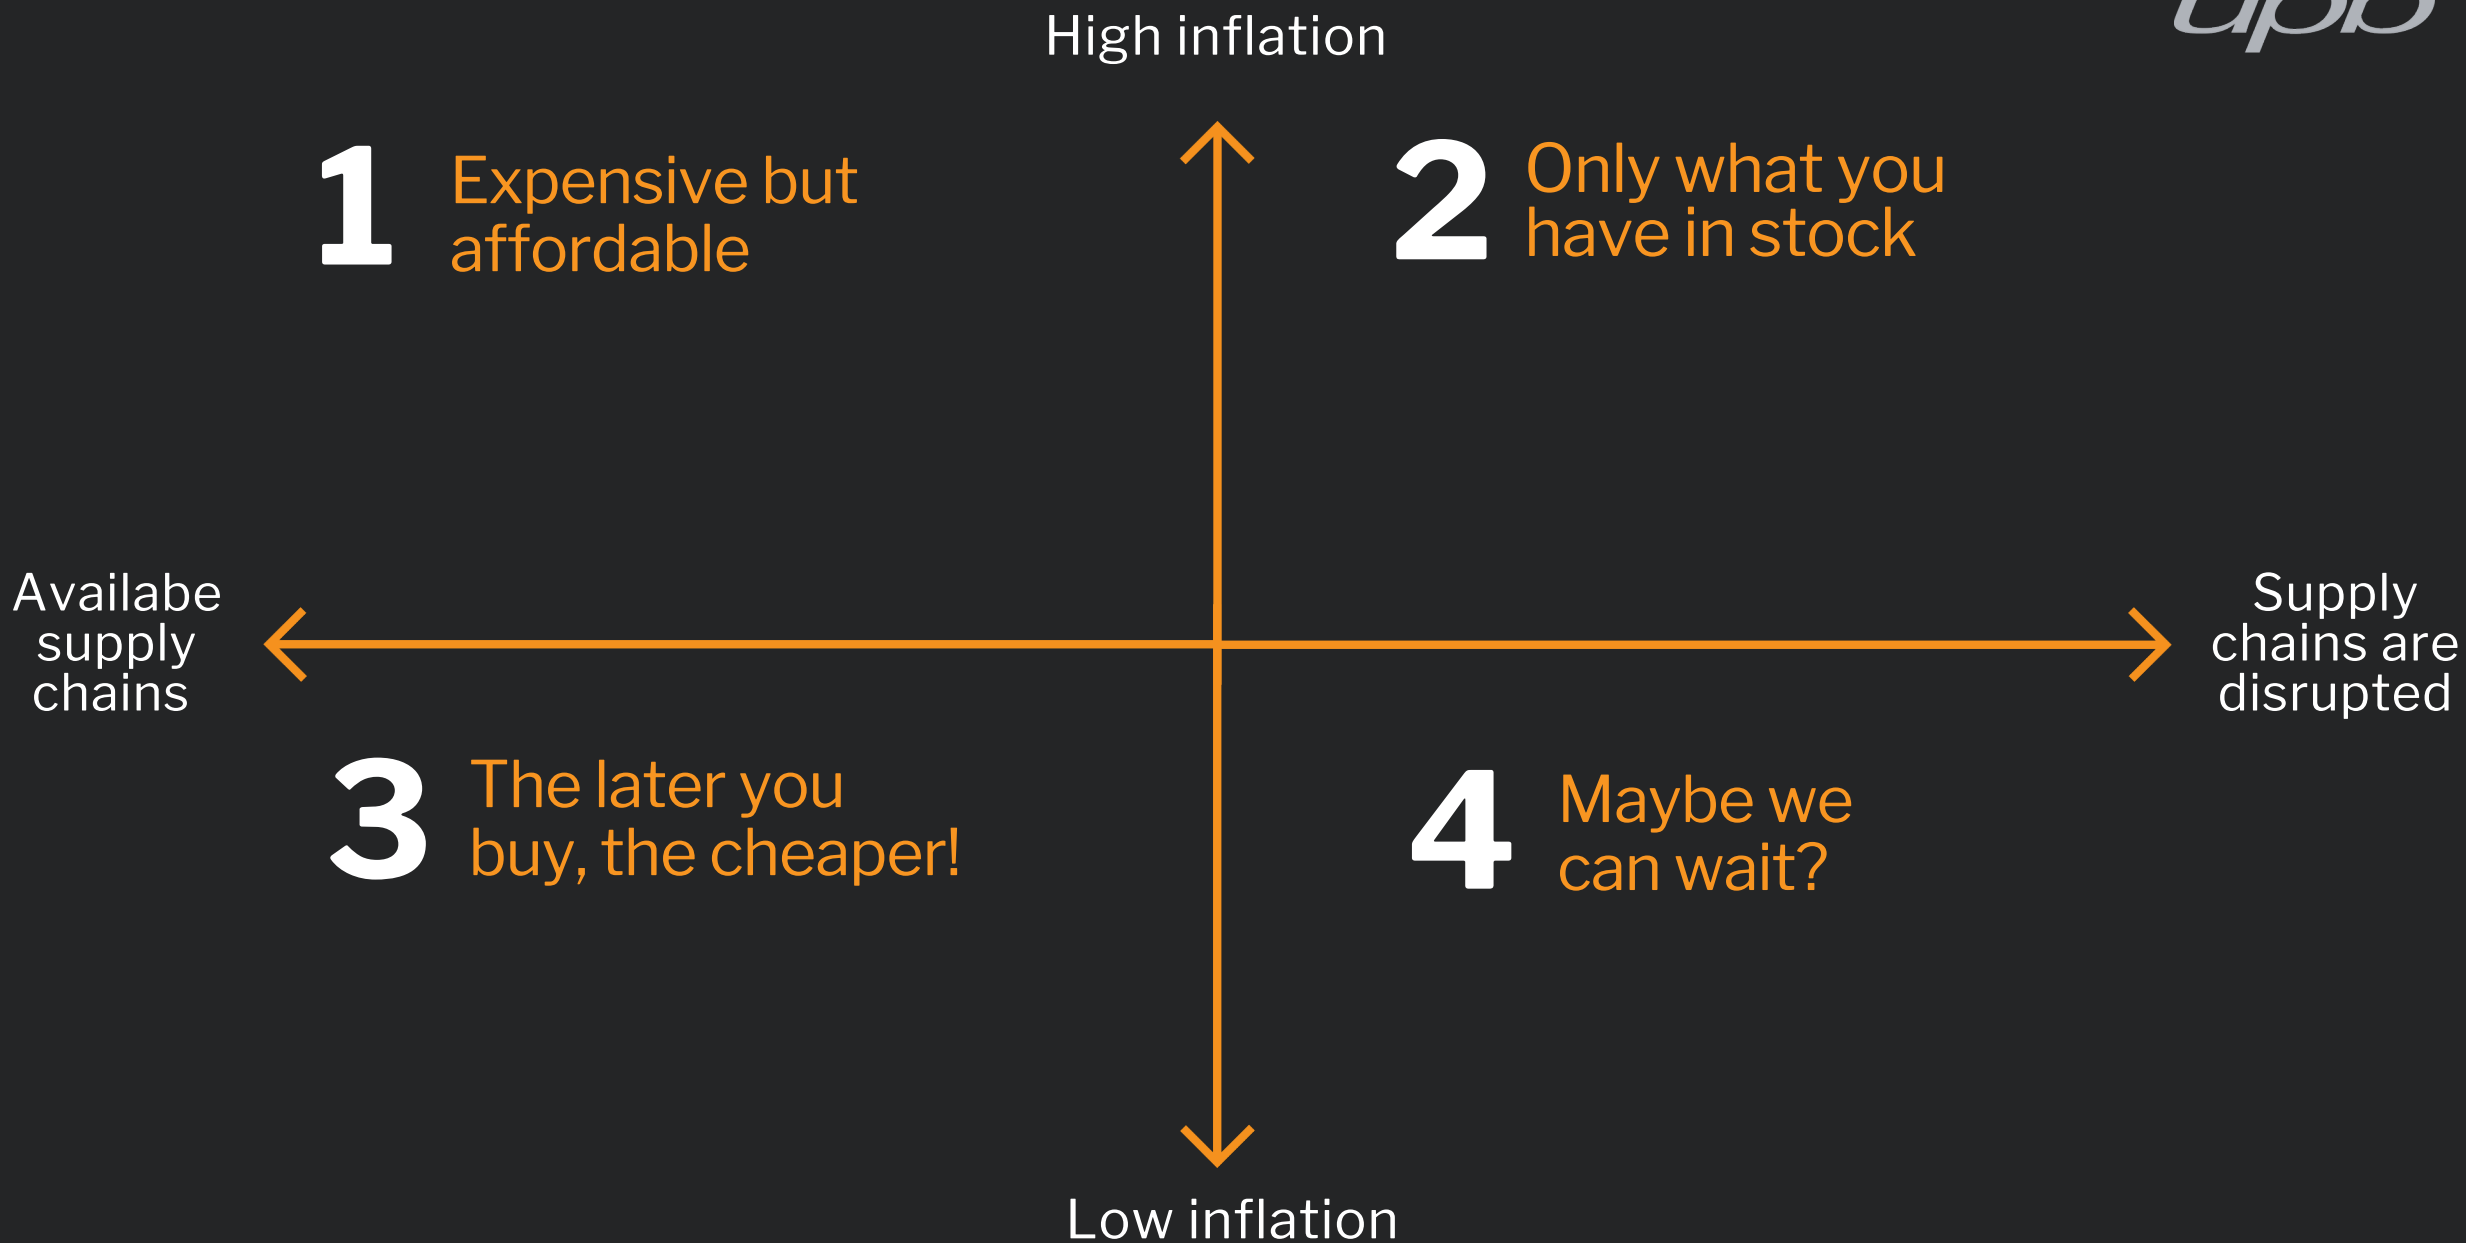 High inflation
upb
1
Expensive but
affordable
2
Only what you
have in stock
Availabe
supply
chains
Supply
chains are
disrupted
3
The later you
buy, the cheaper!
4
Maybe we
can wait?
Low inflation